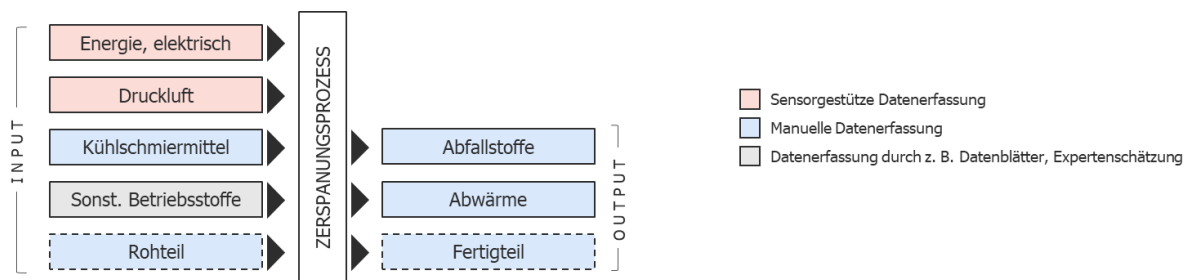 INPUT
Energie, elektrisch
Druckluft
Kühlschmiermittel
Sonst. Betriebsstoffe
Rohteil
ZERSPANUNGSPROZESS
Abfallstoffe
Abwärme
Fertigteil
OUTPUT
Sensorgestütze Datenerfassung
Manuelle Datenerfassung
Datenerfassung durch z. B. Datenblätter, Expertenschätzung